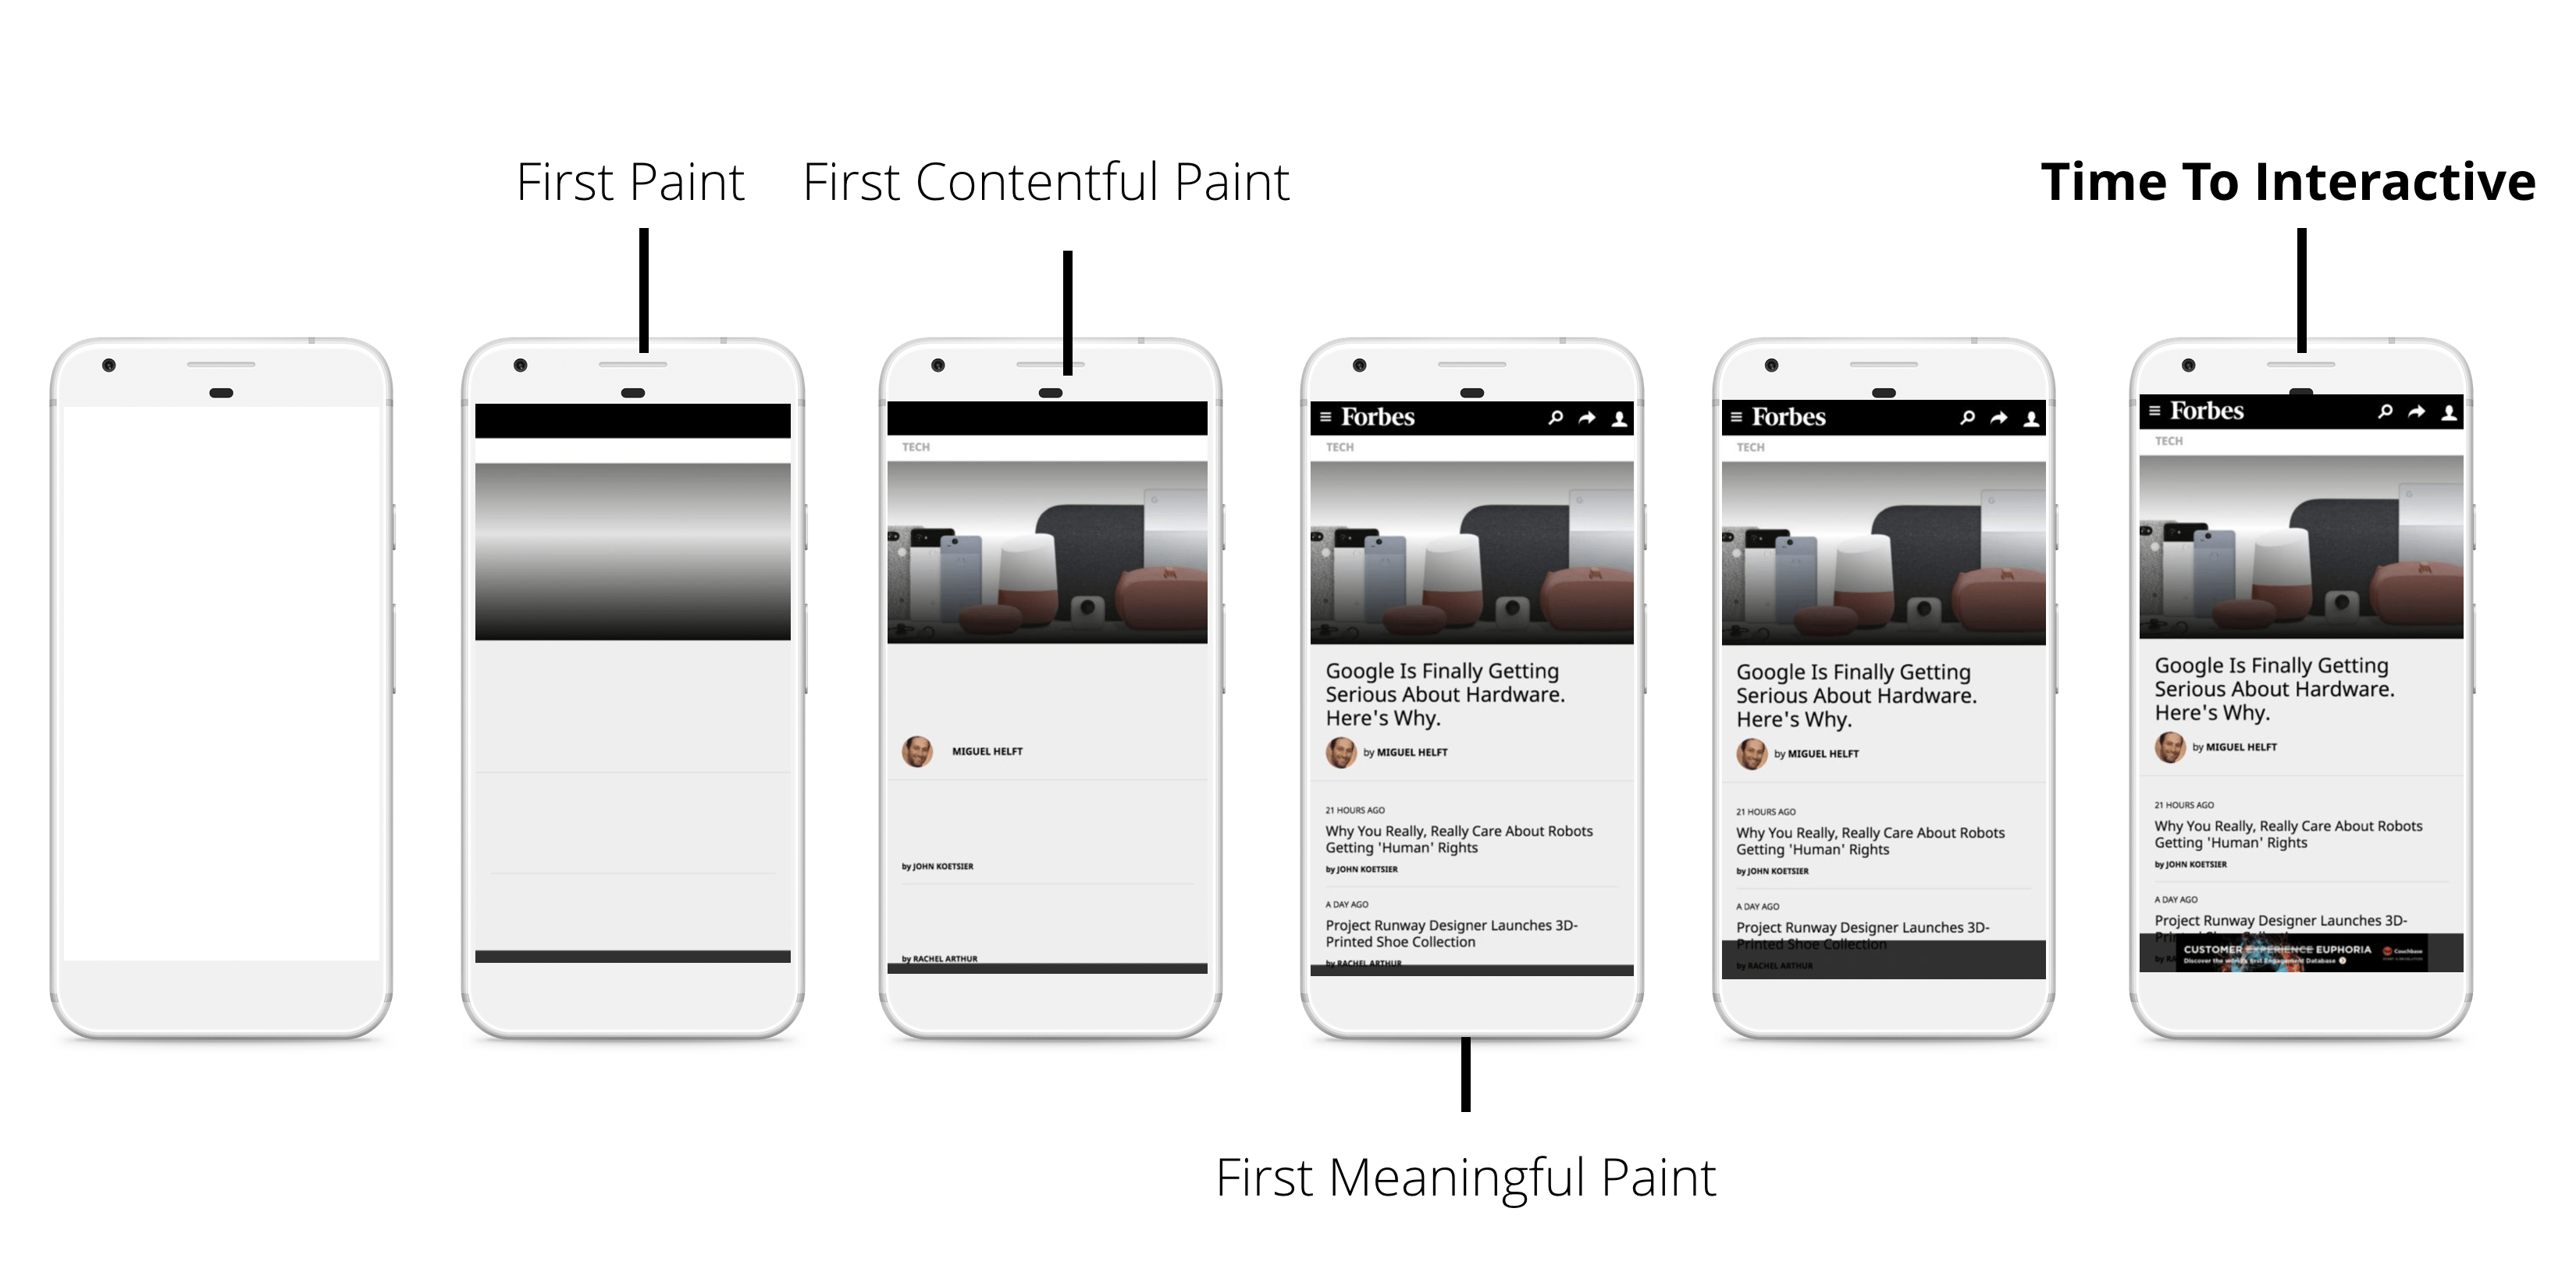 First Paint
First Contentful Paint
Time To Interactive
TECH
MIGUEL HELFT
by JOHN KOETSIER
by RACHEL ARTHUR
Forbes
TECH
Google Is Finally Getting
Serious About Hardware.
Here's Why.
by MIGUEL HELFT
21 HOURS AGO
Why You Really, Really Care About Robots
Getting 'Human' Rights
by JOHN KOETSIER
A DAY AGO
Project Runway Designer Launches 3D-
Printed Shoe Collection
by RACHEL ARTHUR
Forbes
TECH
Google Is Finally Getting
Serious About Hardware.
Here's Why.
by MIGUEL HELFT
21 HOURS AGO
Why You Really, Really Care About Robots
Getting 'Human' Rights
by JOHN KOETSIER
A DAY AGO
Project Runway Designer Launches 3D-
Printed Shoe Collection
by RACHEL ARTHUR
Forbes
TECH
Google Is Finally Getting
Serious About Hardware.
Here's Why.
by MIGUEL HELFT
21 HOURS AGO
Why You Really, Really Care About Robots
Getting 'Human' Rights
by JOHN KOETSIER
A DAY AGO
Project Runway Designer Launches 3D-
CUSTOMER EXPERIENCE EUPHORIA
Discover the world's first Engagement Database
Couchbase
First Meaningful Paint